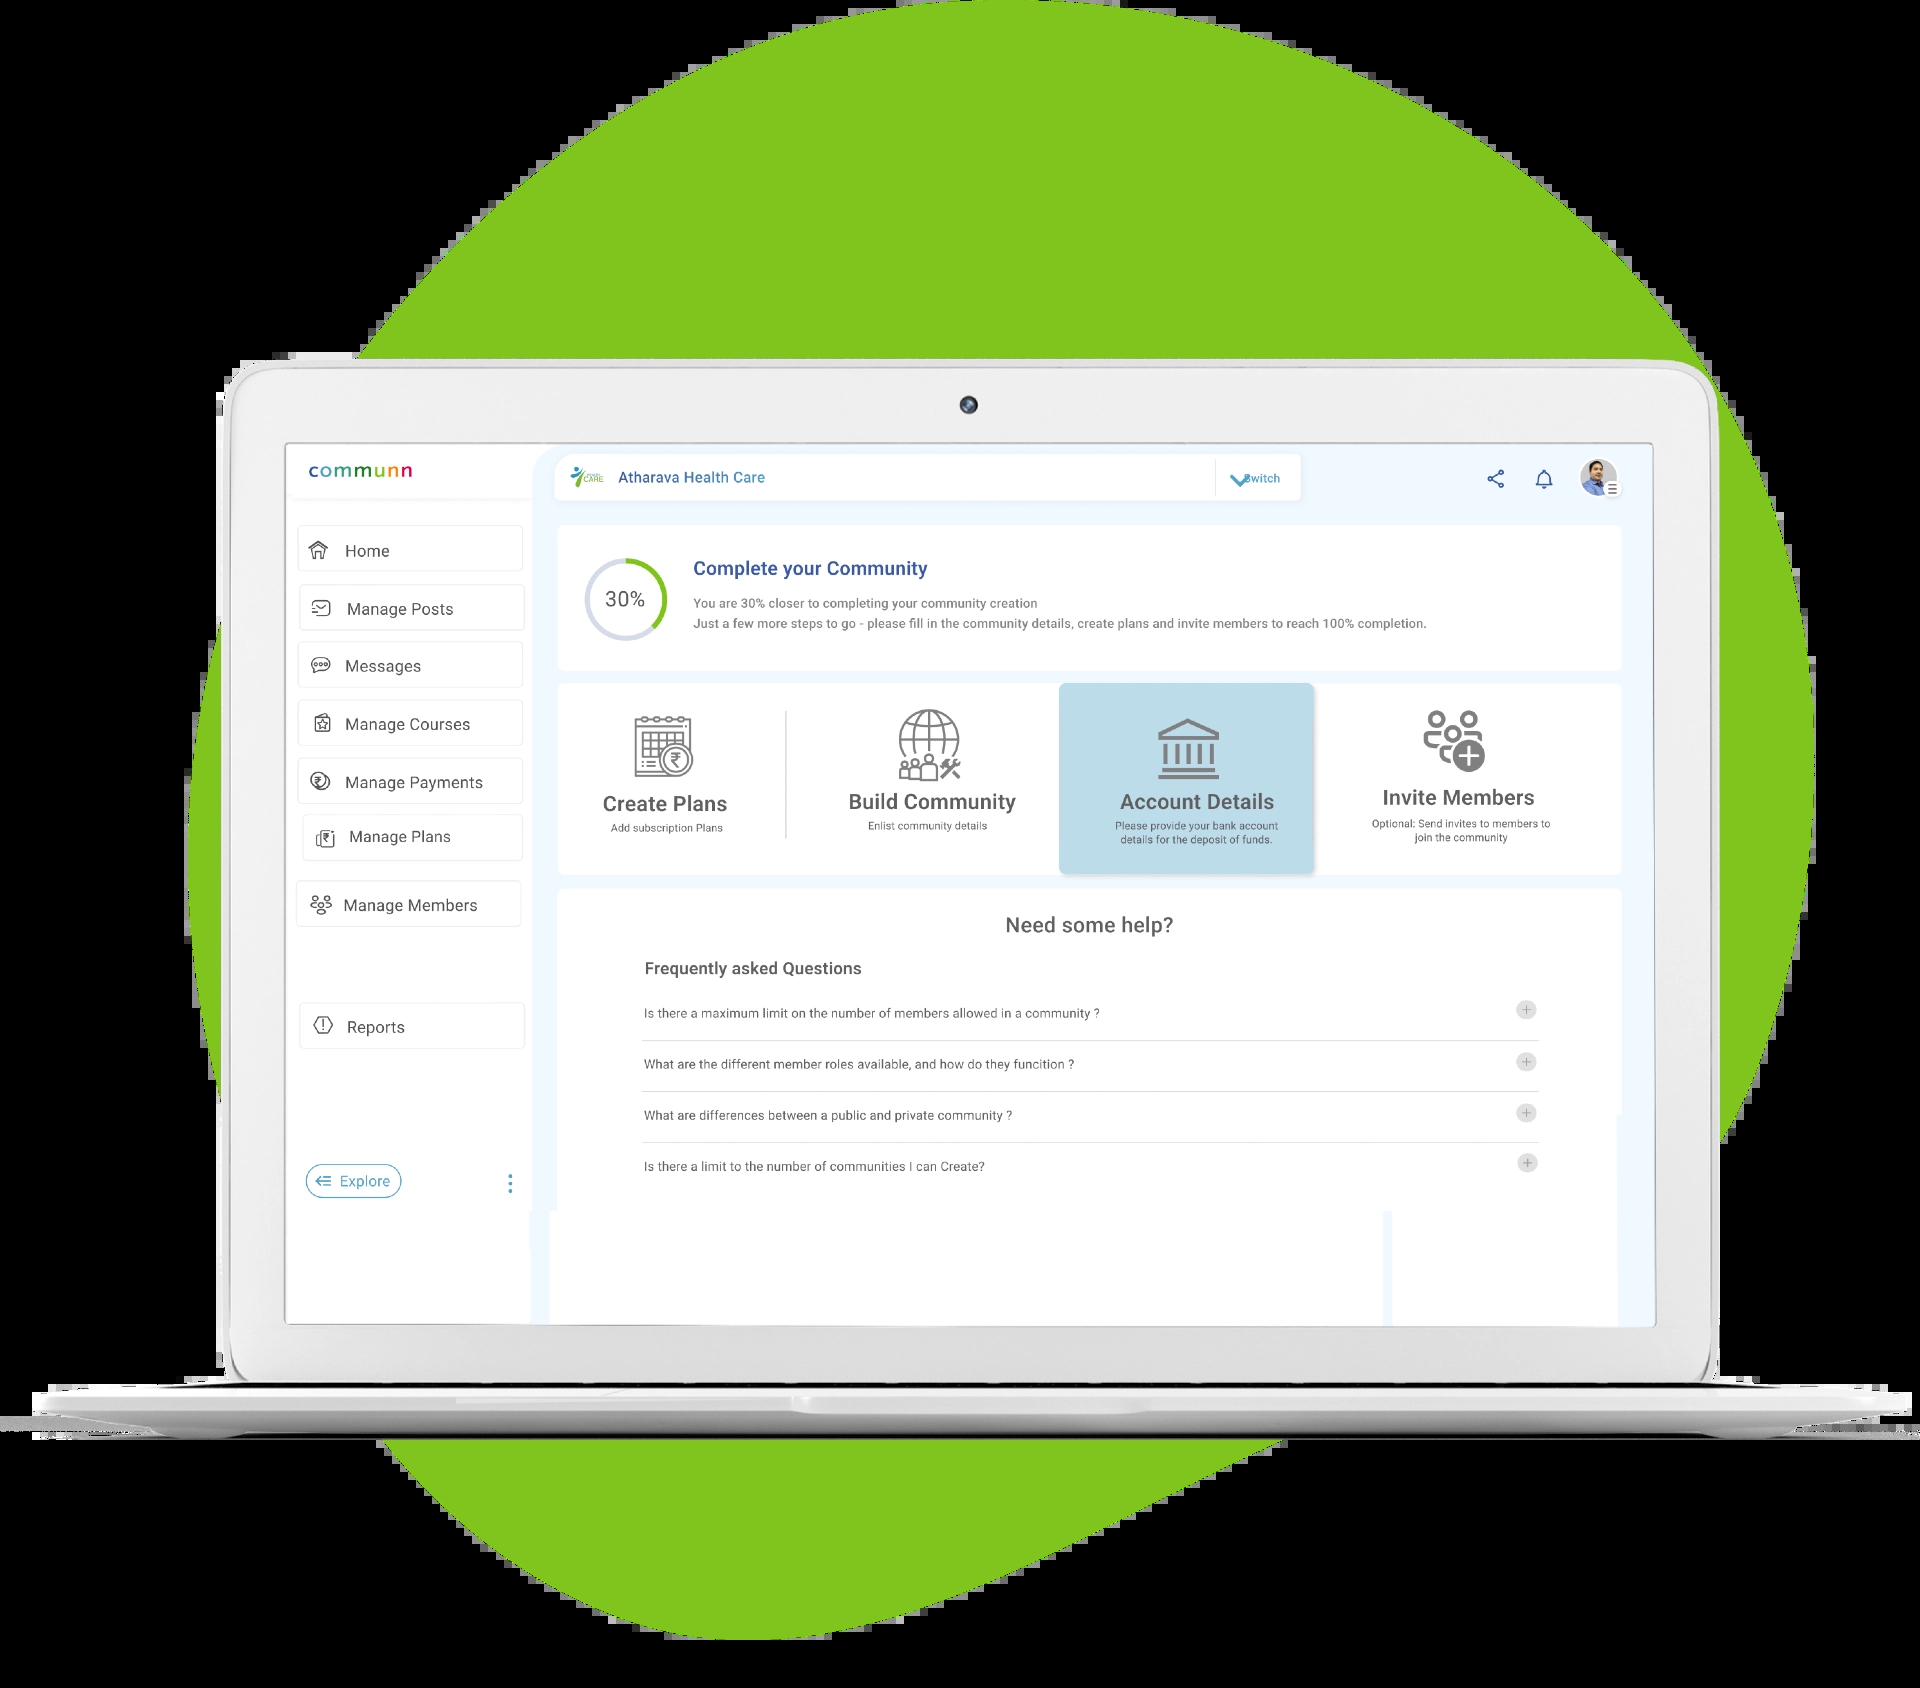 communn
CARE
Atharava Health Care
Switch
Home
Manage Posts
Messages
Manage Courses
Manage Payments
Manage Plans
Manage Members
Reports
Explore
30%
Complete your Community
You are 30% closer to completing your community creation
Just a few more steps to go - please fill in the community details, create plans and invite members to reach 100% completion.
Create Plans
Add subscription Plans
Build Community
Enlist community details
Account Details
Please provide your bank account
details for the deposit of funds.
Invite Members
Optional: Send invites to members to
join the community
Need some help?
Frequently asked Questions
Is there a maximum limit on the number of members allowed in a community ?
What are the different member roles available, and how do they funcition ?
What are differences between a public and private community ?
Is there a limit to the number of communities I can Create?